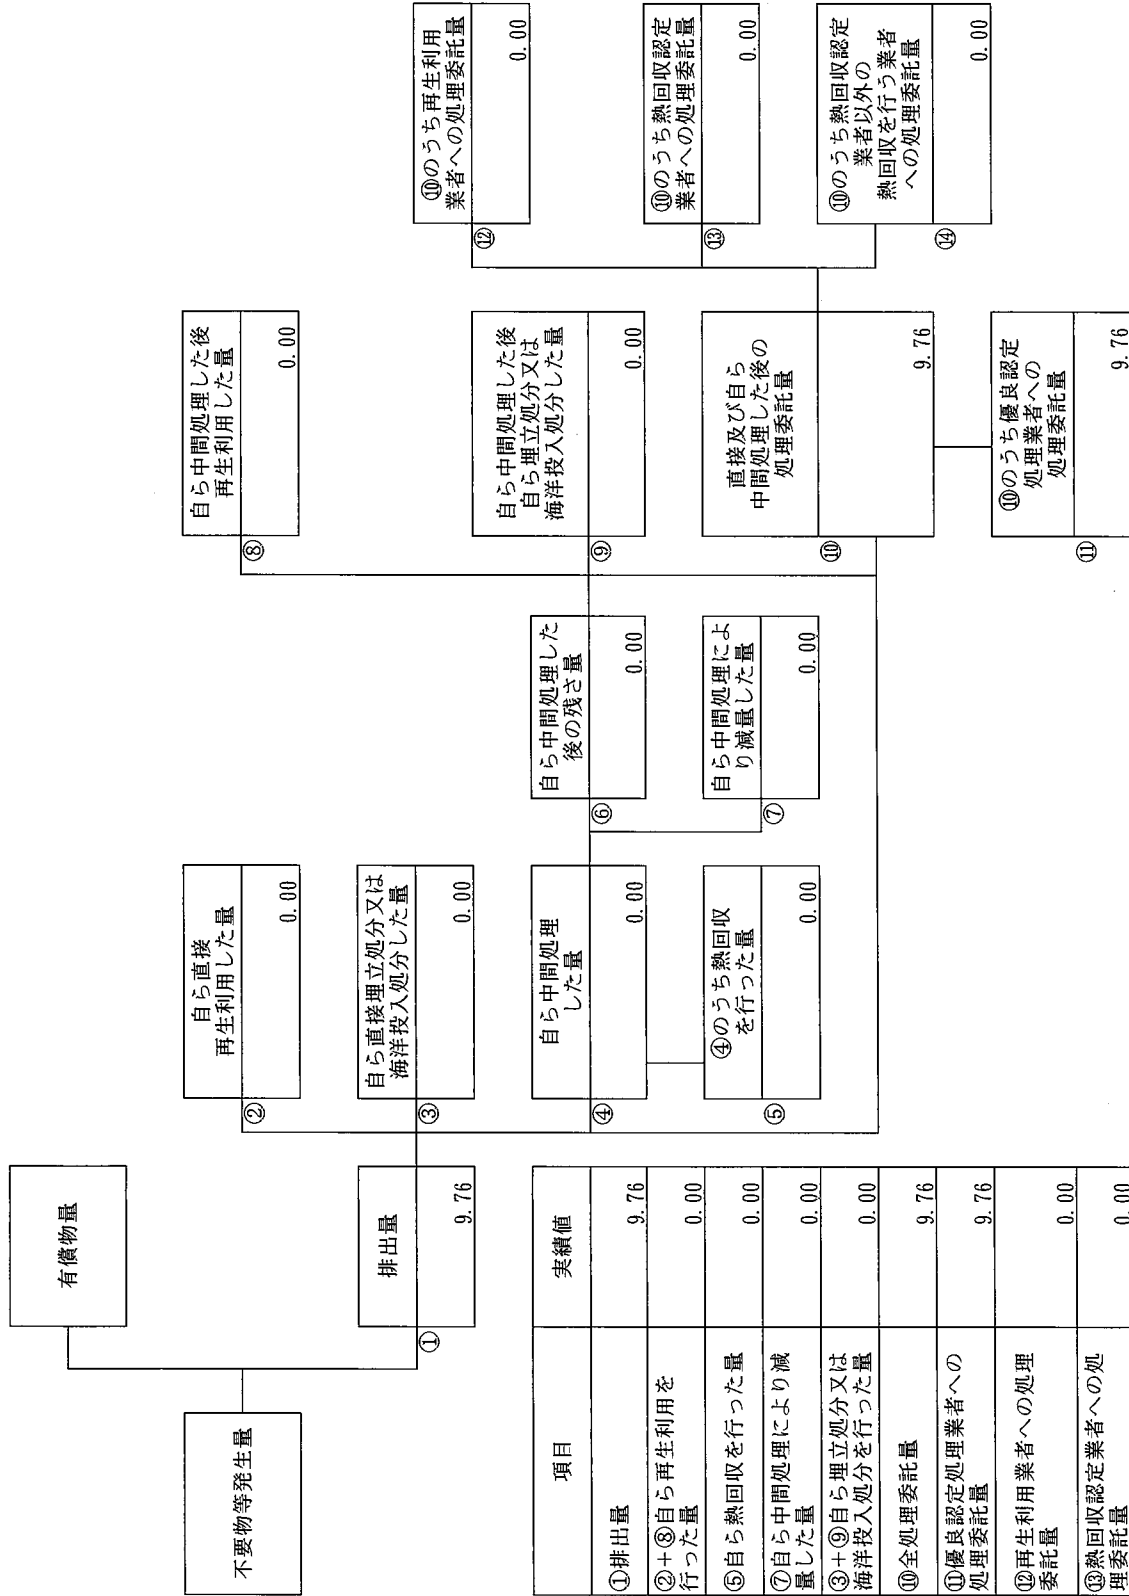 不要物等発生量
有償物量
①
排出量
9.76
②
自ら直接
再生利用した量
0.00
③
自ら直接埋立処分又は
海洋投入処分した量
0.00
④
自ら中間処理
した量
0.00
⑤
④のうち熱回収
を行った量
0.00
⑥
自ら中間処理した
後の残さ量
0.00
⑦
自ら中間処理によ
り減量した量
0.00
⑧
自ら中間処理した後
再生利用した量
0.00
⑨
自ら中間処理した後
自ら埋立処分又は
海洋投入処分した量
0.00
⑩
直接及び自ら
中間処理した後の
処理委託量
9.76
⑪
⑩のうち優良認定
処理業者への
処理委託量
9.76
⑫
⑩のうち再生利用
業者への処理委託量
0.00
⑬
⑩のうち熱回収認定
業者への処理委託量
0.00
⑭
⑩のうち熱回収認定
業者以外の
熱回収を行う業者
への処理委託量
0.00
項目
実績値
①排出量
9.76
②+⑧自ら再生利用を
行った量
0.00
⑤自ら熱回収を行った量
0.00
⑦自ら中間処理により減
量した量
0.00
③+⑨自ら埋立処分又は
海洋投入処分を行った量
0.00
⑩全処理委託量
9.76
⑪優良認定処理業者への
処理委託量
9.76
⑫再生利用業者への処理
委託量
0.00
⑬熱回収認定業者への処
理委託量
0.00